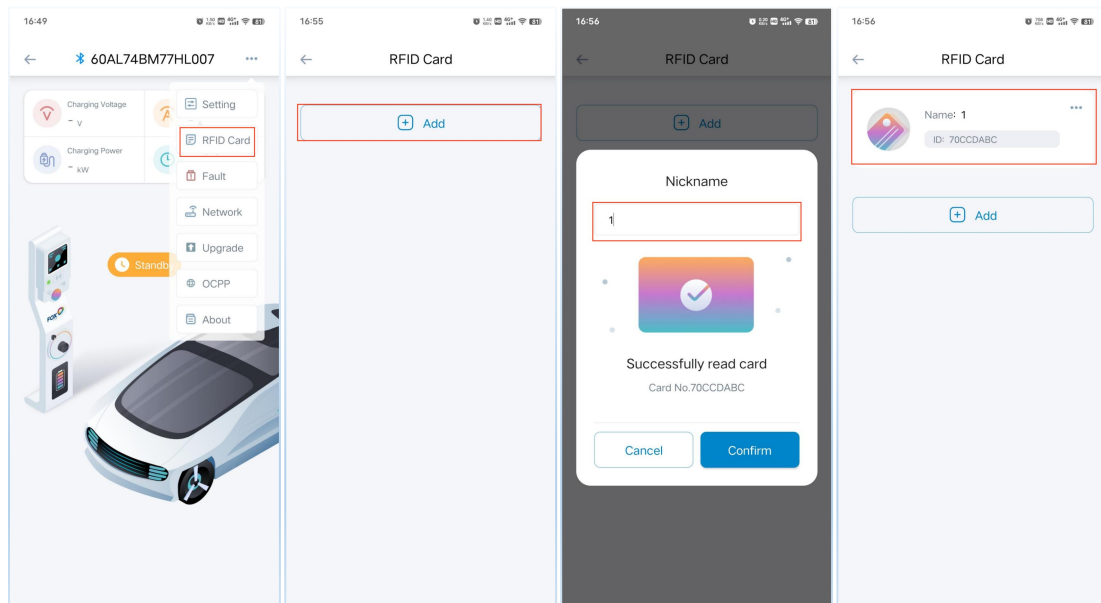 16:49
60AL74BM77HL007
Charging Voltage
- V
Charging Power
- kW
Setting
RFID Card
Fault
Network
Upgrade
OCPP
About
Standb
FOX
16:55
RFID Card
Add
16:56
RFID Card
Add
Nickname
1
Successfully read card
Card No.70CCDABC
Cancel
Confirm
16:56
RFID Card
Name: 1
ID: 70CCDABC
Add